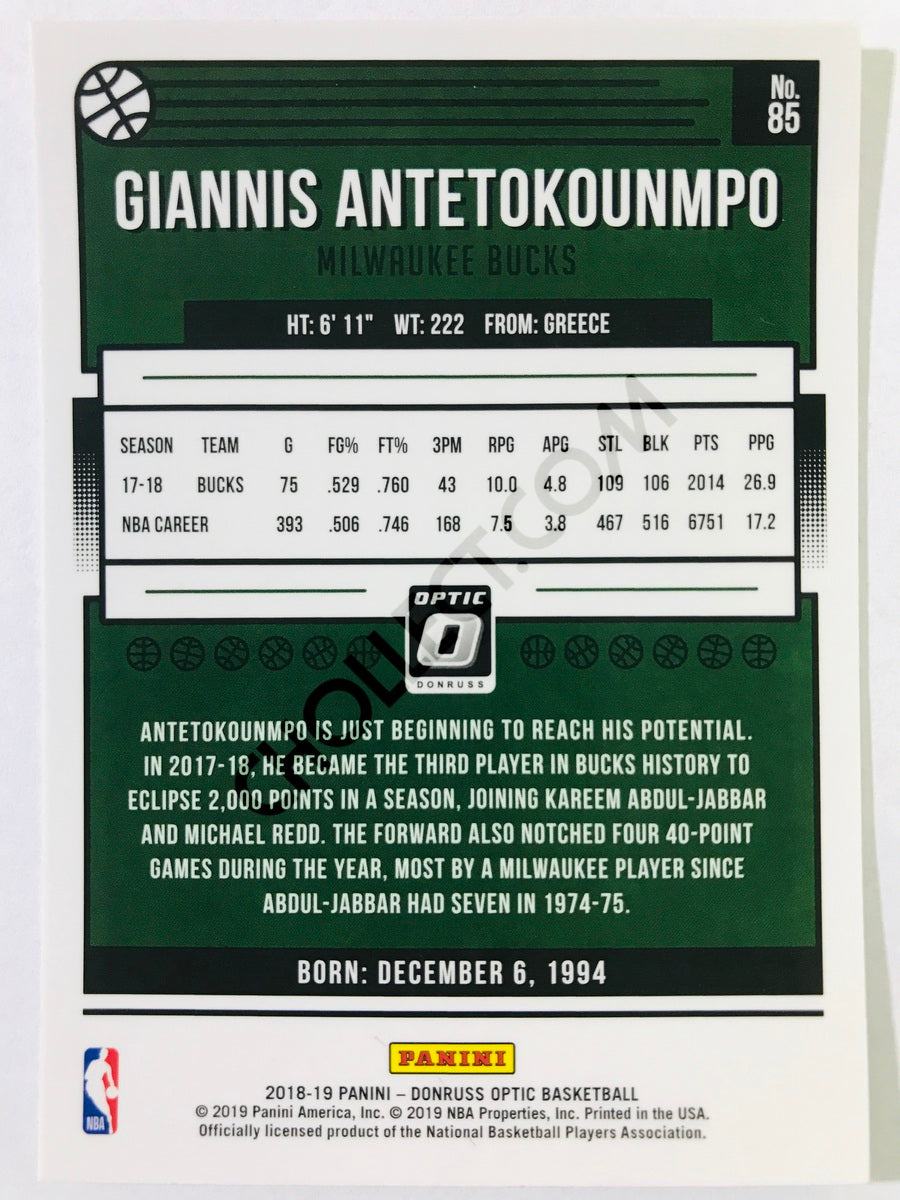 No.
85
GIANNIS ANTETOKOUNMPO
MILWAUKEE BUCKS
HT: 6' 11" WT: 222 FROM: GREECE
SEASON TEAM G FG% FT% 3PM RPG APG STL BLK PTS PPG
17-18 BUCKS 75 .529 .760 43 10.0 4.8 109 106 2014 26.9
NBA CAREER 393 .506 .746 168 7.5 3.8 467 516 6751 17.2
OPTIC
DONRUSS
CHOLLECT.COM
ANTETOKOUNMPO IS JUST BEGINNING TO REACH HIS POTENTIAL.
IN 2017-18, HE BECAME THE THIRD PLAYER IN BUCKS HISTORY TO
ECLIPSE 2,000 POINTS IN A SEASON, JOINING KAREEM ABDUL-JABBAR
AND MICHAEL REDD. THE FORWARD ALSO NOTCHED FOUR 40-POINT
GAMES DURING THE YEAR, MOST BY A MILWAUKEE PLAYER SINCE
ABDUL-JABBAR HAD SEVEN IN 1974-75.
BORN: DECEMBER 6, 1994
PANINI
NBA
2018-19 PANINI – DONRUSS OPTIC BASKETBALL
© 2019 Panini America, Inc. © 2019 NBA Properties, Inc. Printed in the USA.
Officially licensed product of the National Basketball Players Association.